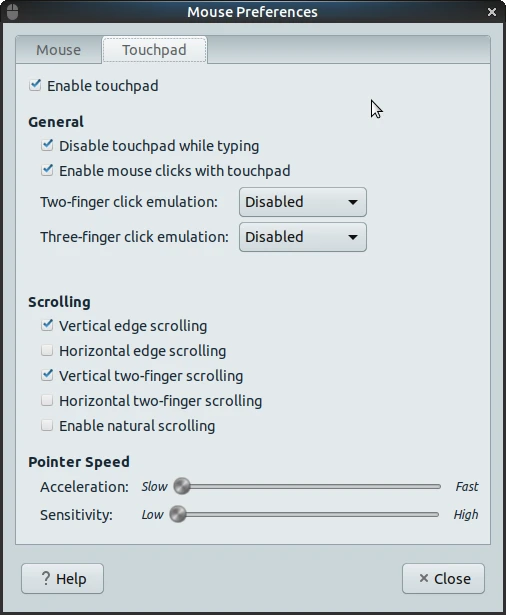 Mouse Preferences
Mouse Touchpad
Enable touchpad
General
Disable touchpad while typing
Enable mouse clicks with touchpad
Two-finger click emulation: Disabled
Three-finger click emulation: Disabled
Scrolling
Vertical edge scrolling
Horizontal edge scrolling
Vertical two-finger scrolling
Horizontal two-finger scrolling
Enable natural scrolling
Pointer Speed
Acceleration: Slow Fast
Sensitivity: Low High
? Help × Close